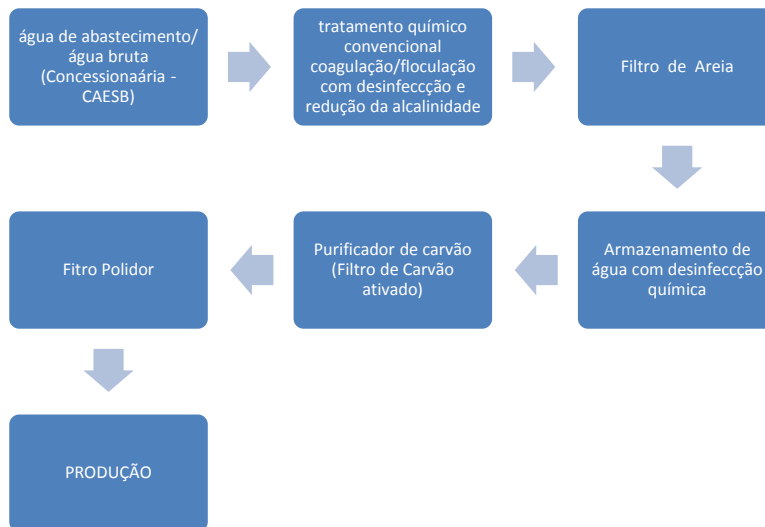 água de abastecimento/
água bruta
(Concessionaária -
CAESB)
tratamento químico
convencional
coagulação/floculação
com desinfeccção e
redução da alcalinidade
Filtro de Areia
Armazenamento de
água com desinfeccção
química
Purificador de carvão
(Filtro de Carvão
ativado)
Fitro Polidor
PRODUÇÃO